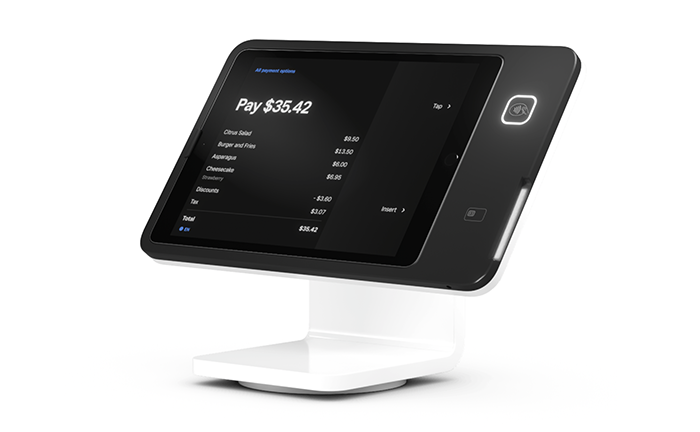 All payment options
Pay $35.42
Tap >
Citrus Salad $9.50
Burger and Fries $13.50
Asparagus $6.00
Cheesecake $6.95
Strawberry
Discounts - $3.60
Tax $3.07
Insert >
Total $35.42
EN